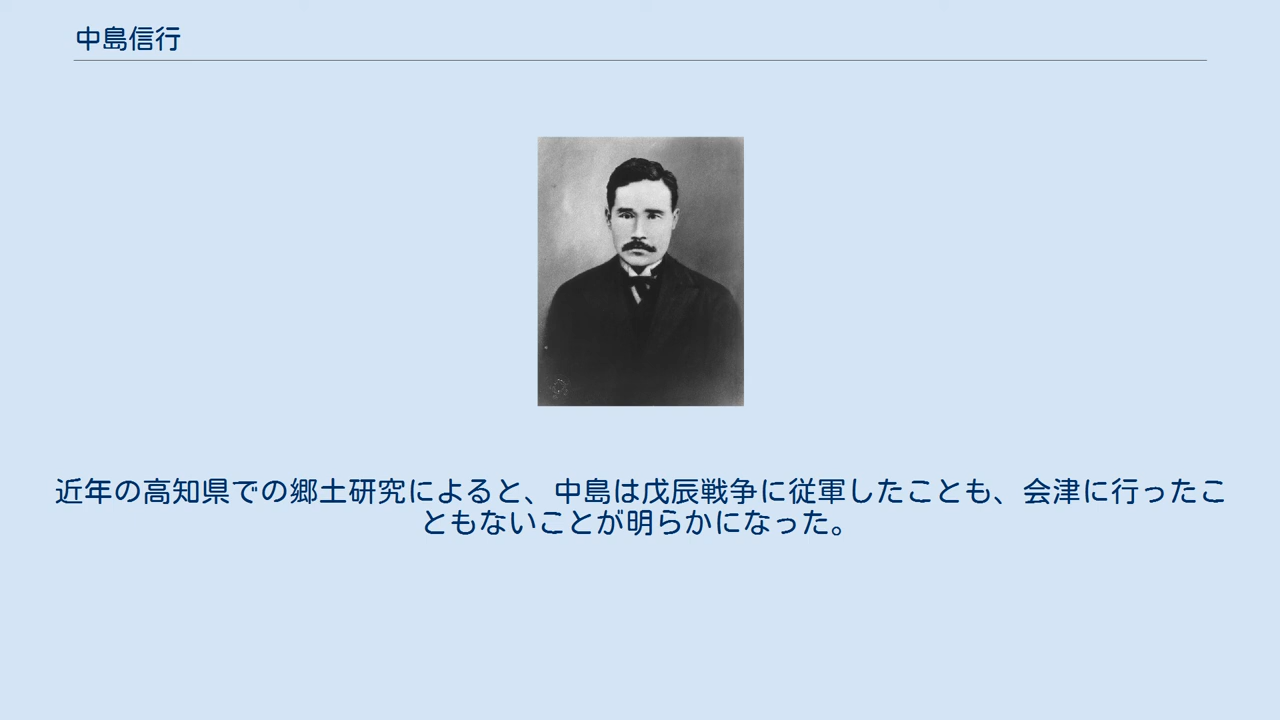 中島信行
近年の高知県での郷土研究によると、中島は戊辰戦争に従軍したことも、会津に行ったこ
ともないことが明らかになった。